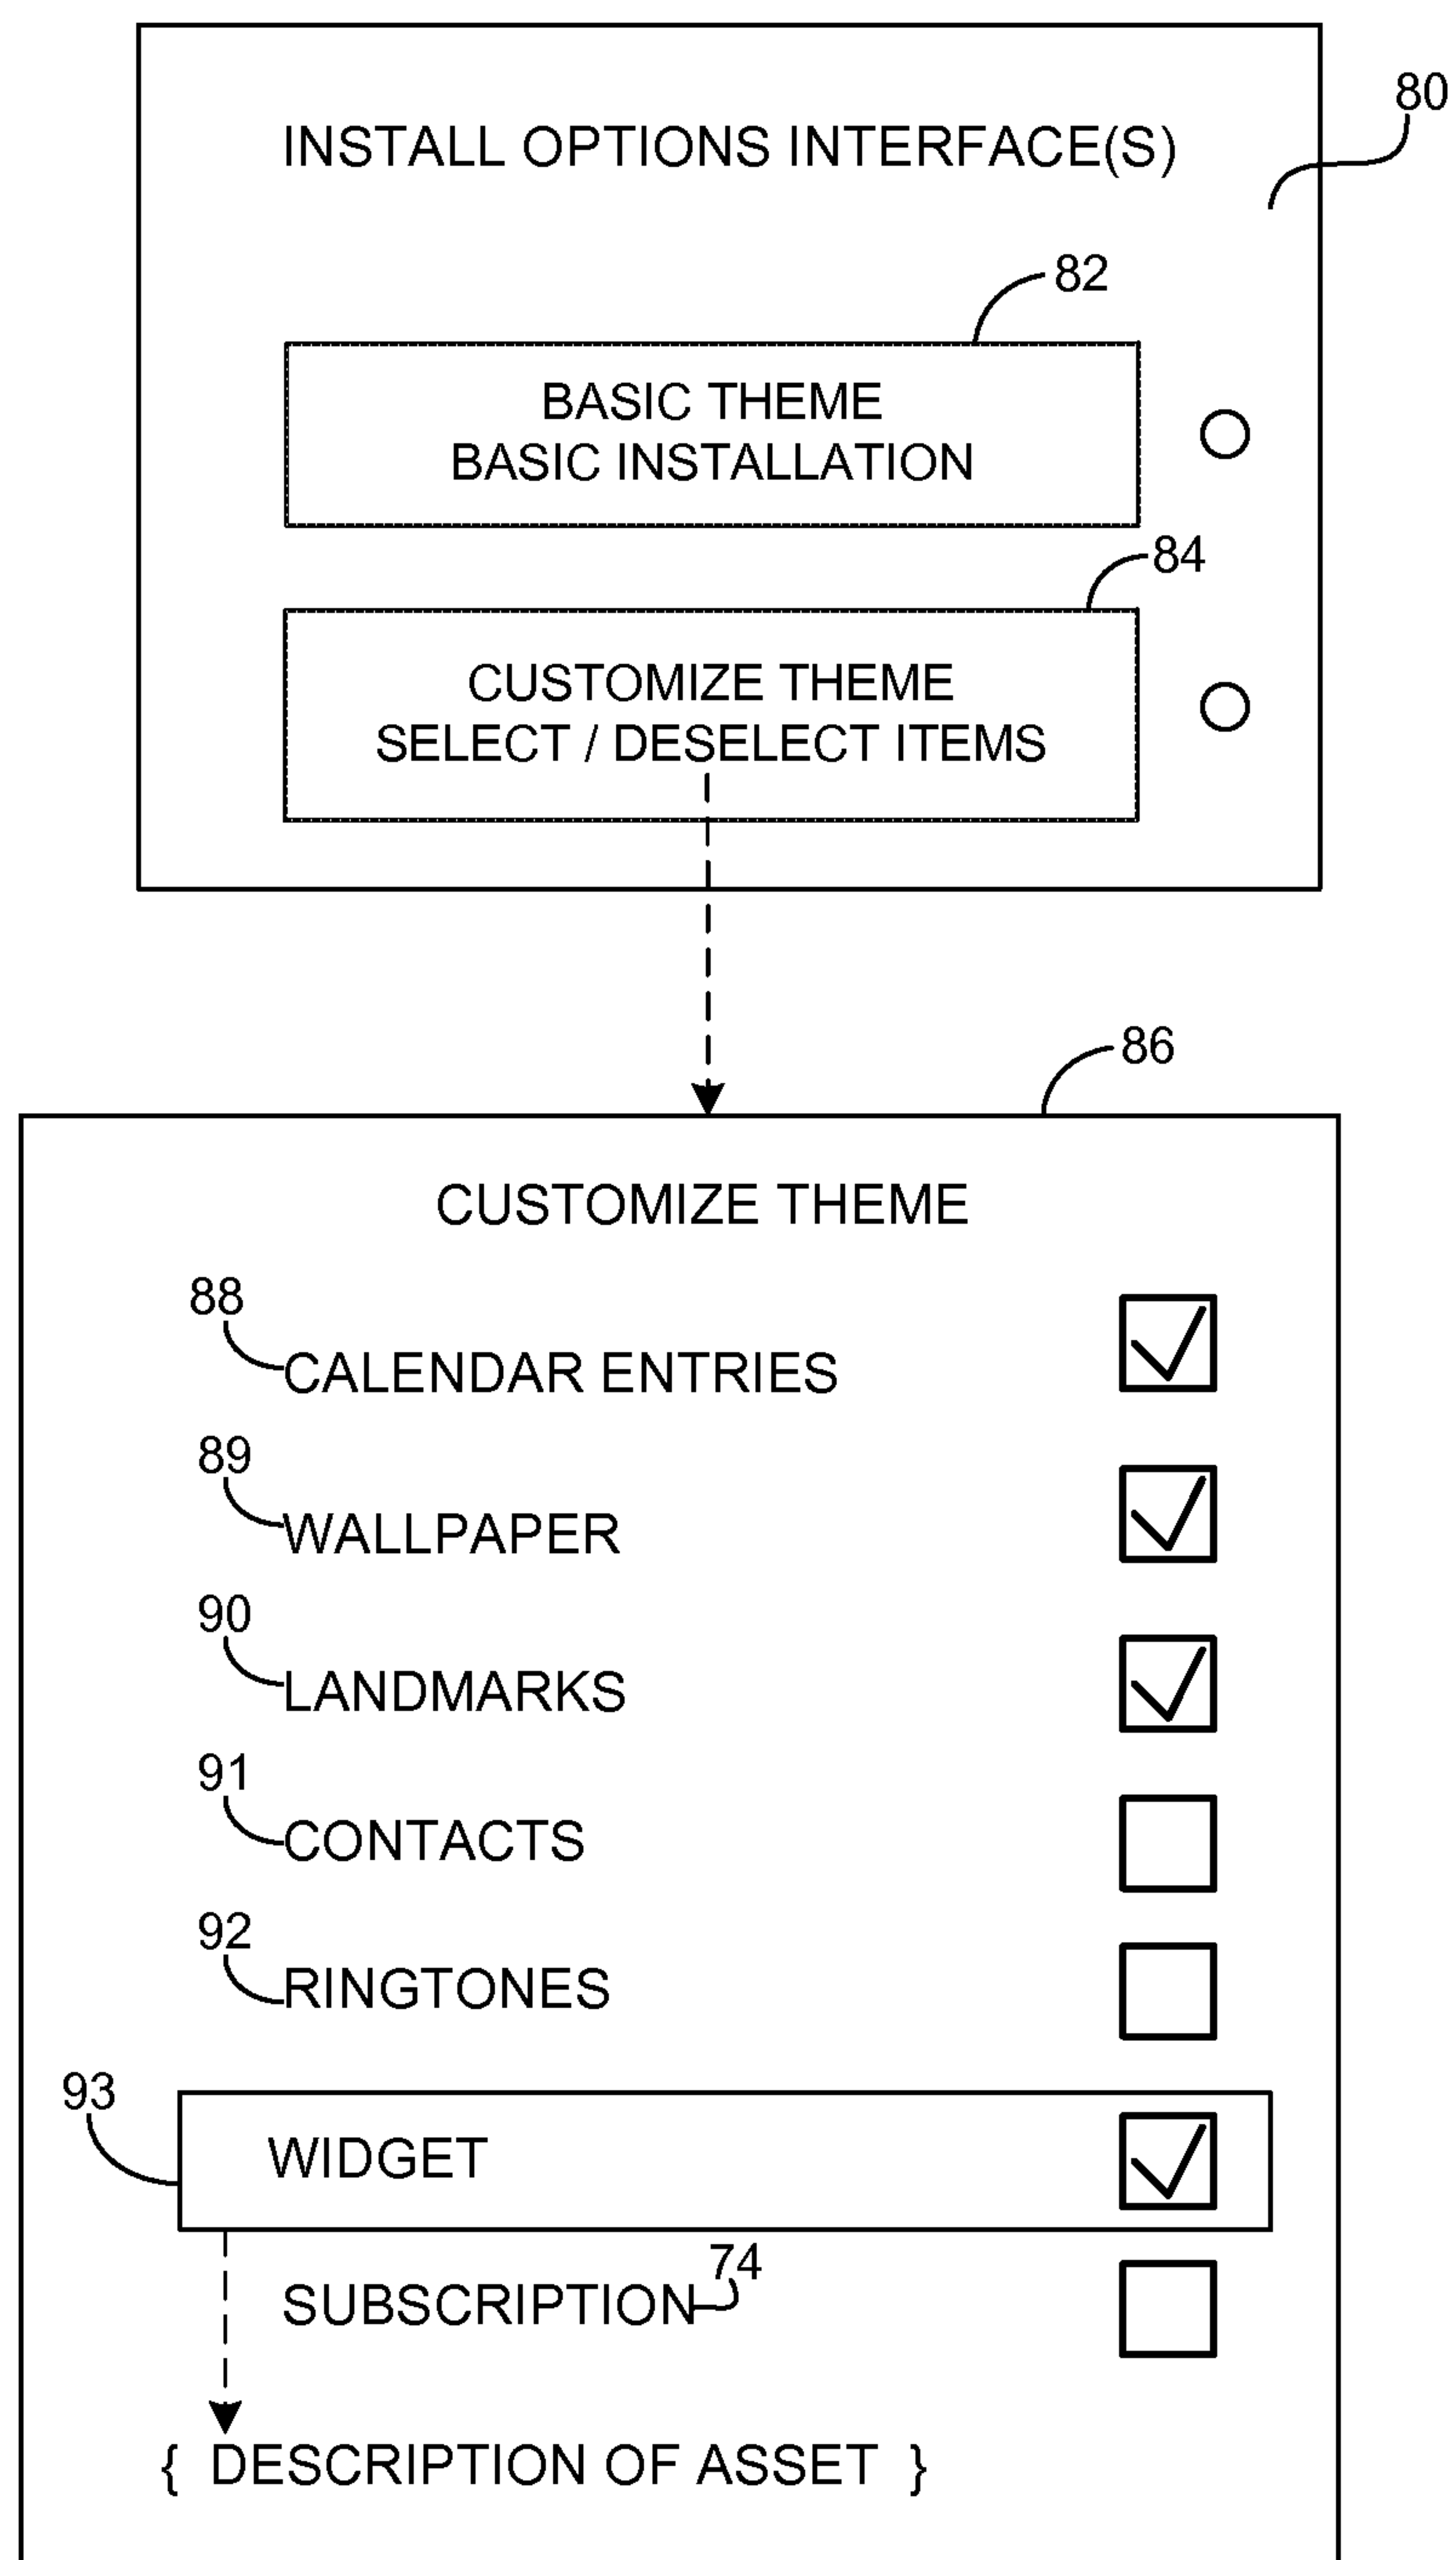 80
INSTALL OPTIONS INTERFACE(S)
82
BASIC THEME
BASIC INSTALLATION
84
CUSTOMIZE THEME
SELECT / DESELECT ITEMS
86
CUSTOMIZE THEME
88
CALENDAR ENTRIES
89
WALLPAPER
90
LANDMARKS
91
CONTACTS
92
RINGTONES
93
WIDGET
74
SUBSCRIPTION
{ DESCRIPTION OF ASSET }